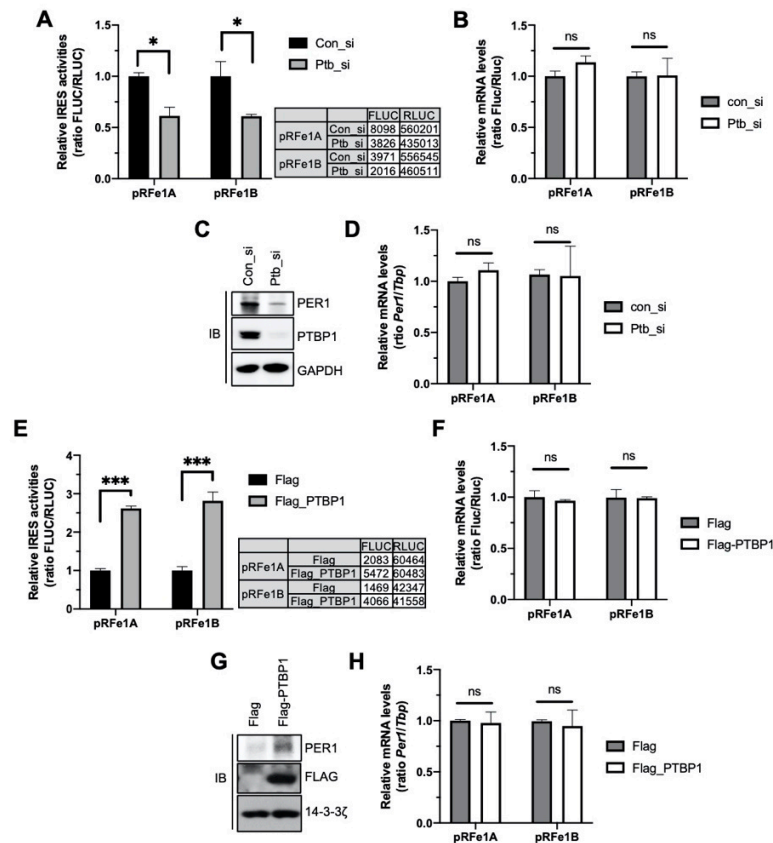 A
Relative IRES activities
(ratio FLUC/RLUC)
1.5
1.0
0.5
0.0
*
*
pRFe1A
pRFe1B
Con_si
Ptb_si
FLUC RLUC
pRFe1A Con_si 8098 560201
Ptb_si 3826 435013
pRFe1B Con_si 3971 556545
Ptb_si 2016 460511
B
Relative mRNA levels
(ratio Fluc/Rluc)
1.5
1.0
0.5
0.0
ns
ns
pRFe1A
pRFe1B
con_si
Ptb_si
C
Con_si
Ptb_si
IB
PER1
PTBP1
GAPDH
D
Relative mRNA levels
(rtio Per1/Tbp)
1.5
1.0
0.5
0.0
ns
ns
pRFe1A
pRFe1B
con_si
Ptb_si
E
Relative IRES activities
(ratio FLUC/RLUC)
4
3
2
1
0
***
***
pRFe1A
pRFe1B
Flag
Flag_PTBP1
FLUC RLUC
pRFe1A Flag 2083 60464
Flag_PTBP1 5472 60483
pRFe1B Flag 1469 42347
Flag_PTBP1 4066 41558
F
Relative mRNA levels
(ratio Fluc/Rluc)
1.5
1.0
0.5
0.0
ns
ns
pRFe1A
pRFe1B
Flag
Flag-PTBP1
G
Flag
Flag-PTBP1
IB
PER1
FLAG
14-3-3ζ
H
Relative mRNA levels
(ratio Per1/Tbp)
1.5
1.0
0.5
0.0
ns
ns
pRFe1A
pRFe1B
Flag
Flag_PTBP1